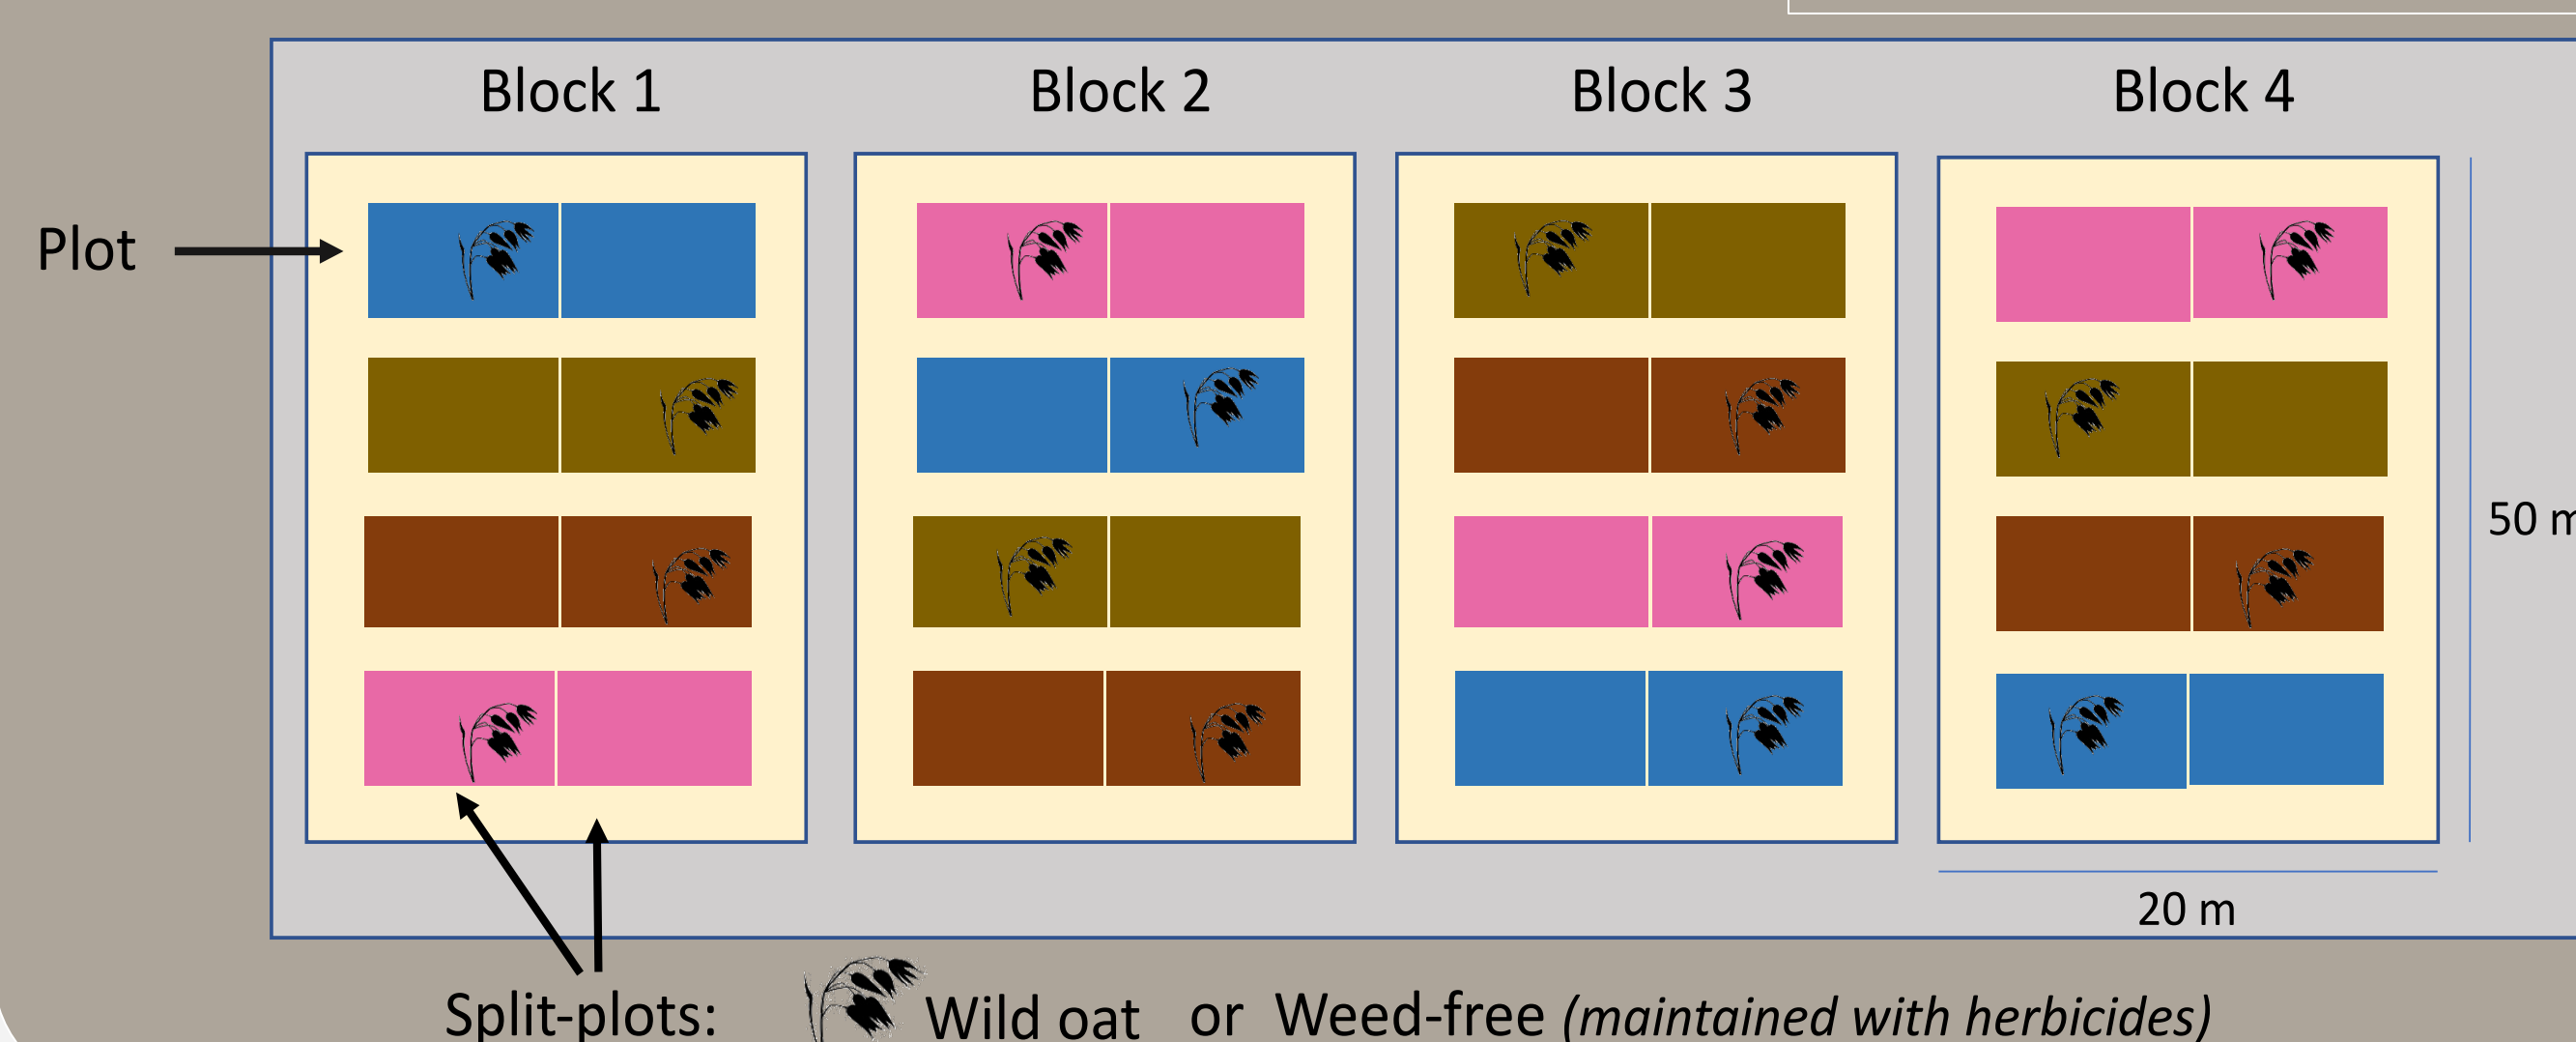 Block 1
Block 2
Block 3
Block 4
Plot
50 m
20 m
Split-plots: Wild oat or Weed-free (maintained with herbicides)